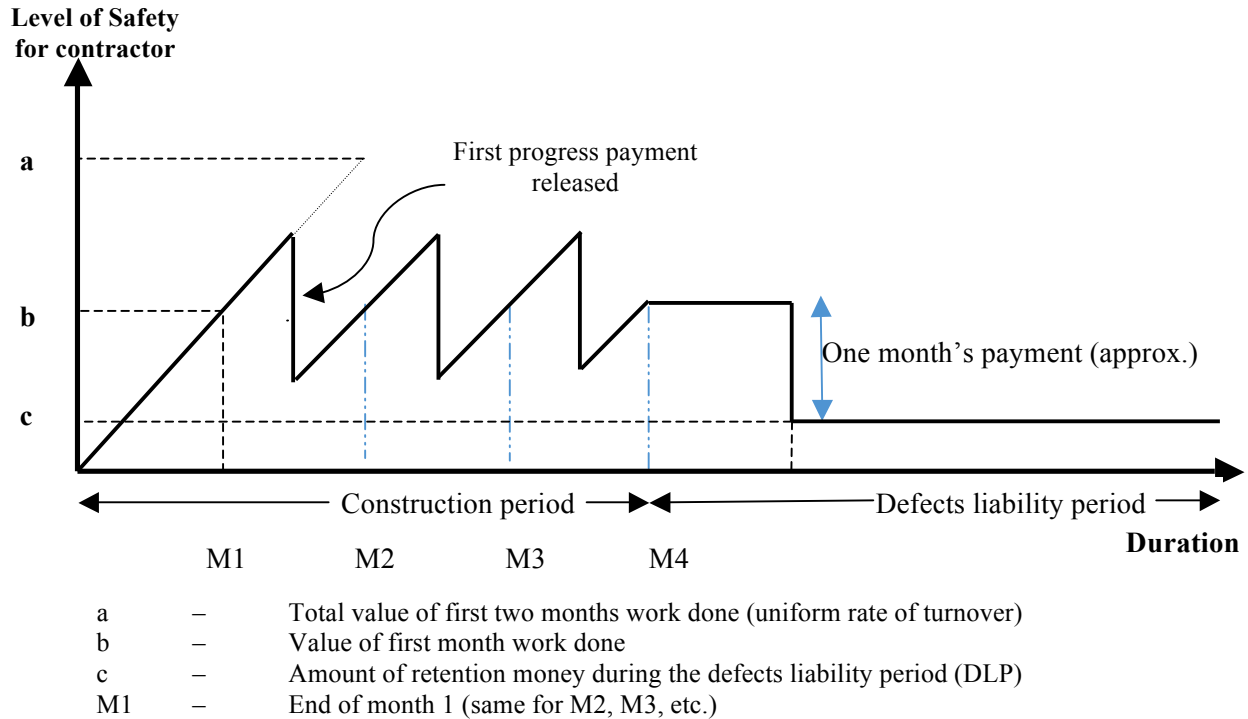 Level of Safety
for contractor
a
First progress payment
released
b
One month’s payment (approx.)
c
Construction period
Defects liability period
Duration
M1 M2 M3 M4
a – Total value of first two months work done (uniform rate of turnover)
b – Value of first month work done
c – Amount of retention money during the defects liability period (DLP)
M1 – End of month 1 (same for M2, M3, etc.)